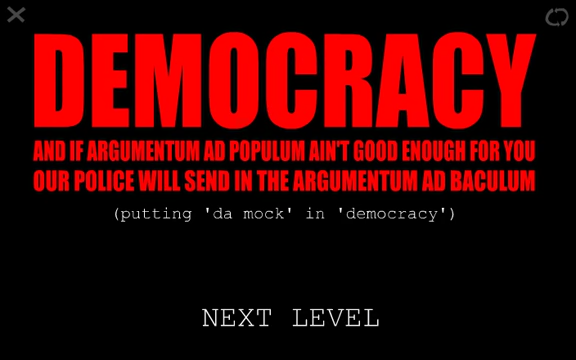 DEMOCRACY
AND IF ARGUMENTUM AD POPULUM AIN'T GOOD ENOUGH FOR YOU
OUR POLICE WILL SEND IN THE ARGUMENTUM AD BACULUM
(putting 'da mock' in 'democracy')
NEXT LEVEL